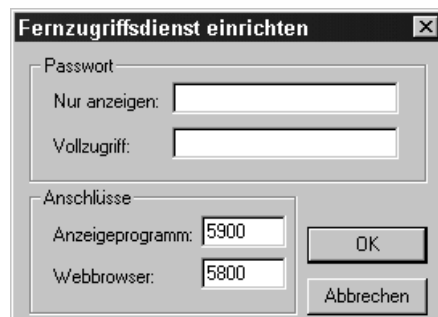 Fernzugriffsdienst einrichten
Passwort
Nur anzeigen:
Vollzugriff:
Anschlüsse
Anzeigeprogramm: 5900
Webbrowser: 5800
OK
Abbrechen